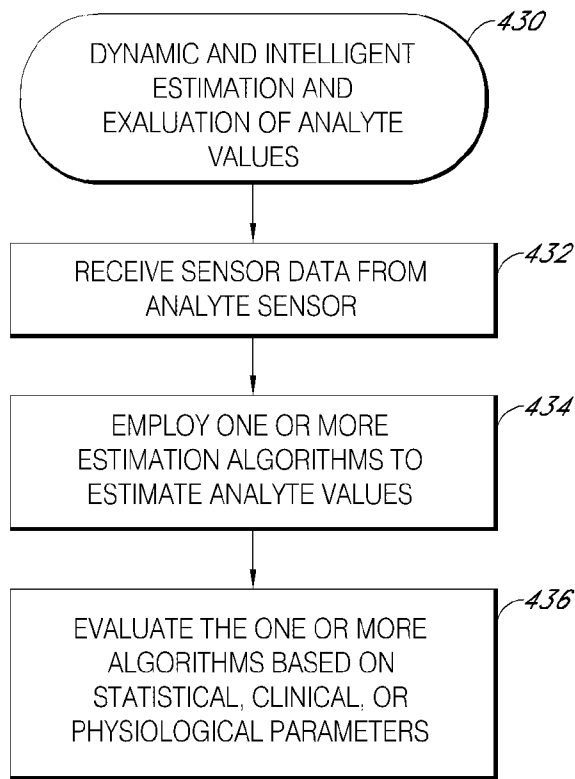 430
DYNAMIC AND INTELLIGENT
ESTIMATION AND
EXALUATION OF ANALYTE
VALUES
432
RECEIVE SENSOR DATA FROM
ANALYTE SENSOR
434
EMPLOY ONE OR MORE
ESTIMATION ALGORITHMS TO
ESTIMATE ANALYTE VALUES
436
EVALUATE THE ONE OR MORE
ALGORITHMS BASED ON
STATISTICAL, CLINICAL, OR
PHYSIOLOGICAL PARAMETERS